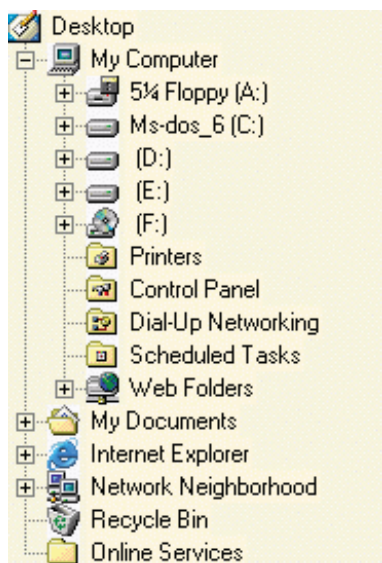 Desktop
My Computer
5¼ Floppy (A:)
Ms-dos_6 (C:)
(D:)
(E:)
(F:)
Printers
Control Panel
Dial-Up Networking
Scheduled Tasks
Web Folders
My Documents
Internet Explorer
Network Neighborhood
Recycle Bin
Online Services